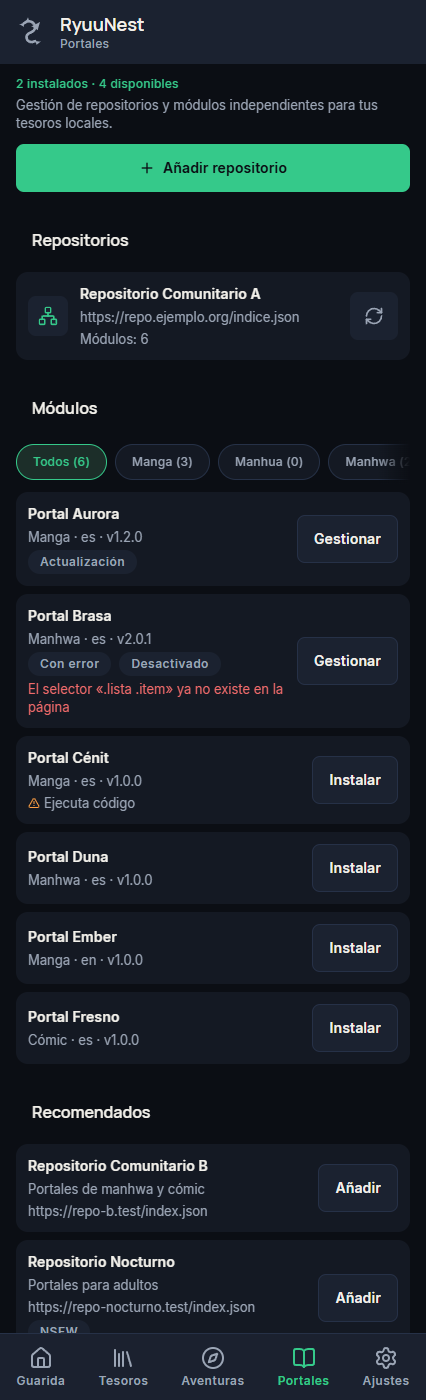 RyuuNest
Portales
2 instalados · 4 disponibles
Gestión de repositorios y módulos independientes para tus
tesoros locales.
+ Añadir repositorio
Repositorios
Repositorio Comunitario A
https://repo.ejemplo.org/indice.json
Módulos: 6
Módulos
Todos (6)
Manga (3)
Manhua (0)
Manhwa (2
Portal Aurora
Manga · es · v1.2.0
Actualización
Gestionar
Portal Brasa
Manhwa · es · v2.0.1
Con error
Desactivado
El selector «.lista .item» ya no existe en la
página
Gestionar
Portal Cénit
Manga · es · v1.0.0
Ejecuta código
Instalar
Portal Duna
Manhwa · es · v1.0.0
Instalar
Portal Ember
Manga · en · v1.0.0
Instalar
Portal Fresno
Cómic · es · v1.0.0
Instalar
Recomendados
Repositorio Comunitario B
Portales de manhwa y cómic
https://repo-b.test/index.json
Añadir
Repositorio Nocturno
Portales para adultos
https://repo-nocturno.test/index.json
NSFW
Añadir
Guarida
Tesoros
Aventuras
Portales
Ajustes